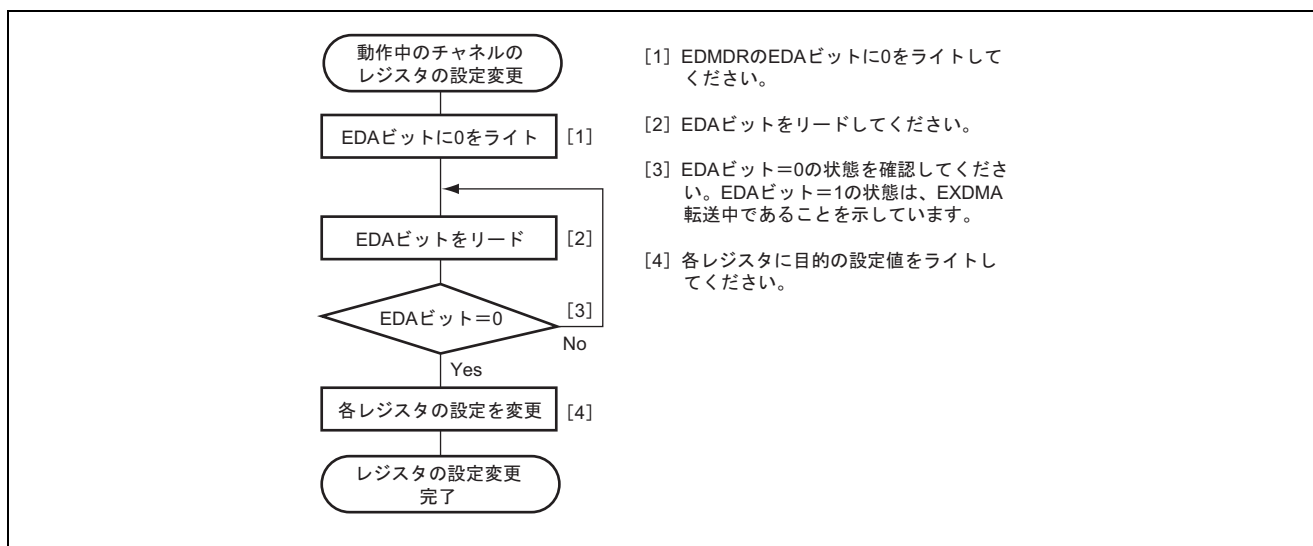 動作中のチャネルの
レジスタの設定変更
EDAビットに0をライト [1]
EDAビットをリード [2]
EDAビット＝0 [3]
No
Yes
各レジスタの設定を変更 [4]
レジスタの設定変更
完了
[1] EDMDRのEDAビットに0をライトして
ください。
[2] EDAビットをリードしてください。
[3] EDAビット＝0の状態を確認してくださ
い。EDAビット＝1の状態は、EXDMA
転送中であることを示しています。
[4] 各レジスタに目的の設定値をライトし
てください。